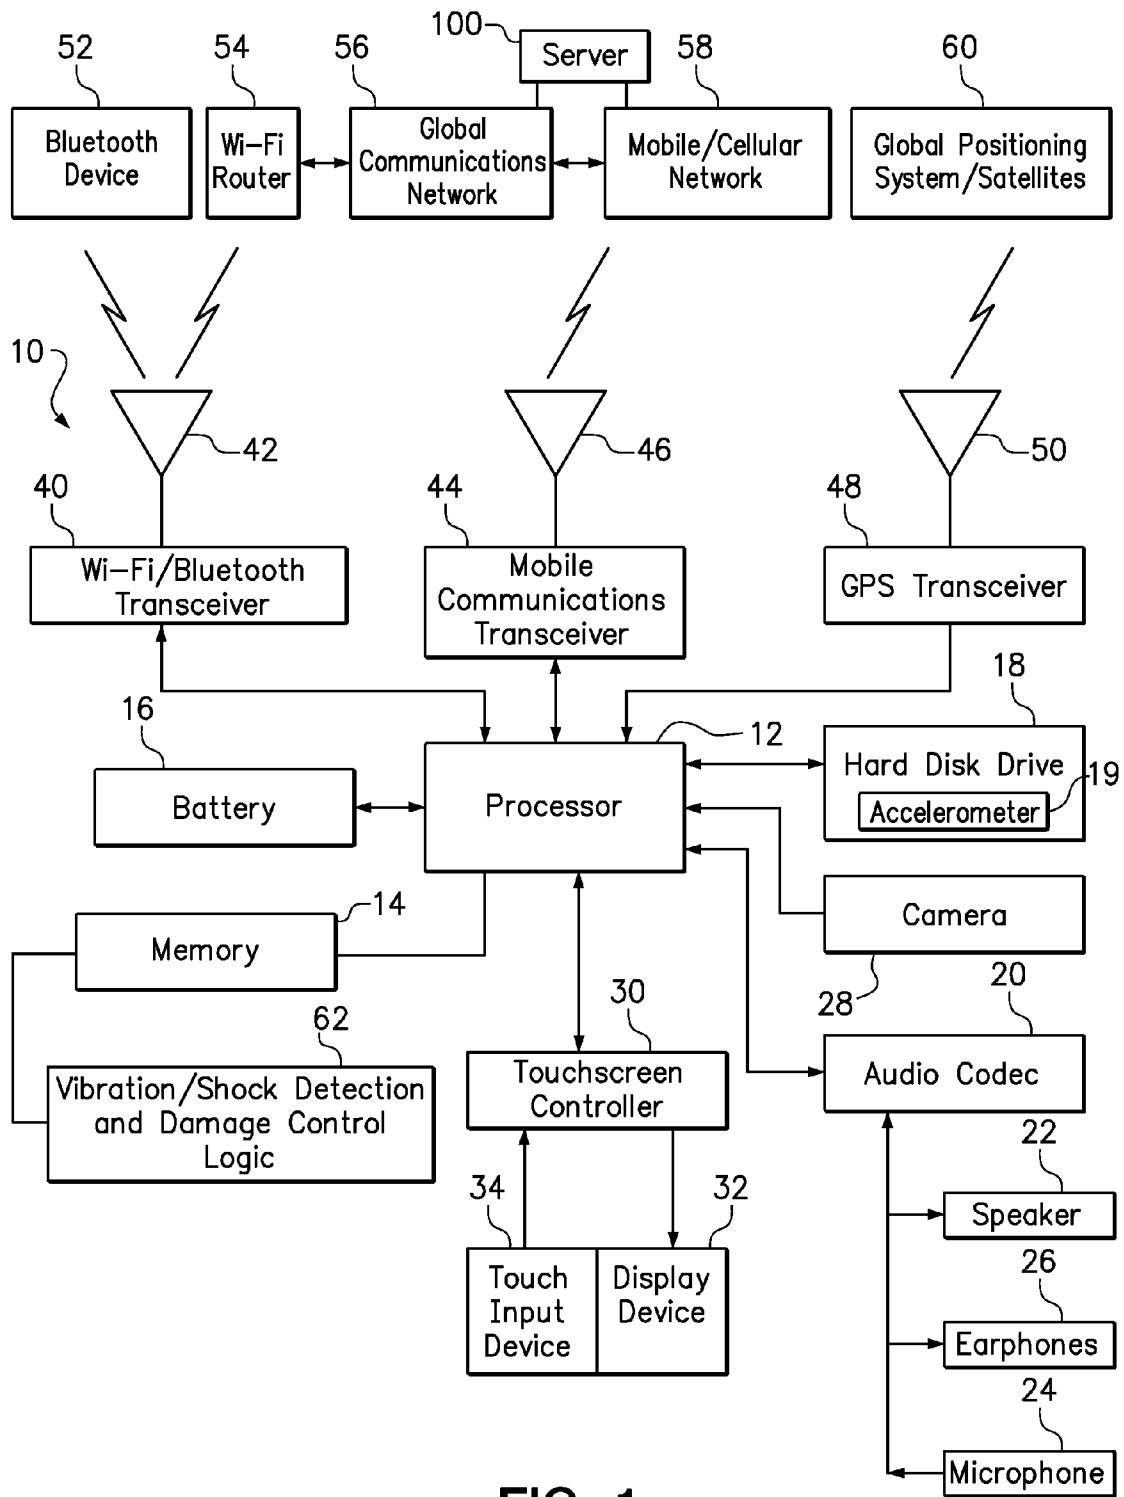 100
Server
52
54
56
58
60
Bluetooth
Device
Wi-Fi
Router
Global
Communications
Network
Mobile/Cellular
Network
Global Positioning
System/Satellites
10
42
46
50
40
44
48
Wi-Fi/Bluetooth
Transceiver
Mobile
Communications
Transceiver
GPS Transceiver
16
12
18
Battery
Processor
Hard Disk Drive
19
Accelerometer
14
Memory
Camera
28
20
62
30
Vibration/Shock Detection
and Damage Control
Logic
Touchscreen
Controller
Audio Codec
34
32
22
Touch
Input
Device
Display
Device
Speaker
26
Earphones
24
Microphone
FIG. 1